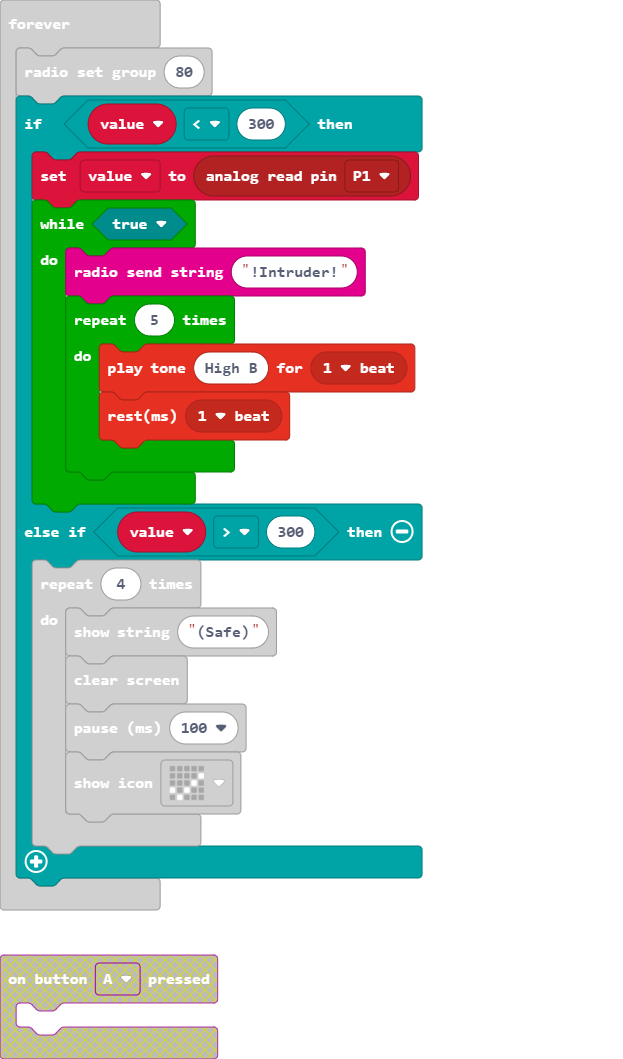 forever
radio set group 80
if value < 300 then
set value to analog read pin P1
while true
do radio send string "!Intruder!"
repeat 5 times
do play tone High B for 1 beat
rest(ms) 1 beat
else if value > 300 then
repeat 4 times
do show string "(Safe)"
clear screen
pause (ms) 100
show icon
on button A pressed